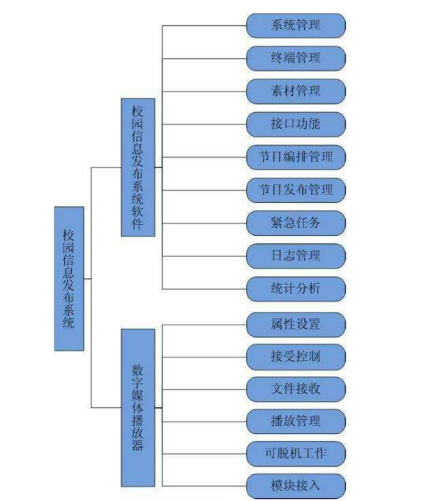 校园信息发布系统
校园信息发布系统软件
系统管理
终端管理
素材管理
接口功能
节目编排管理
节目发布管理
紧急任务
日志管理
统计分析
数字媒体播放器
属性设置
接受控制
文件接收
播放管理
可脱机工作
模块接入